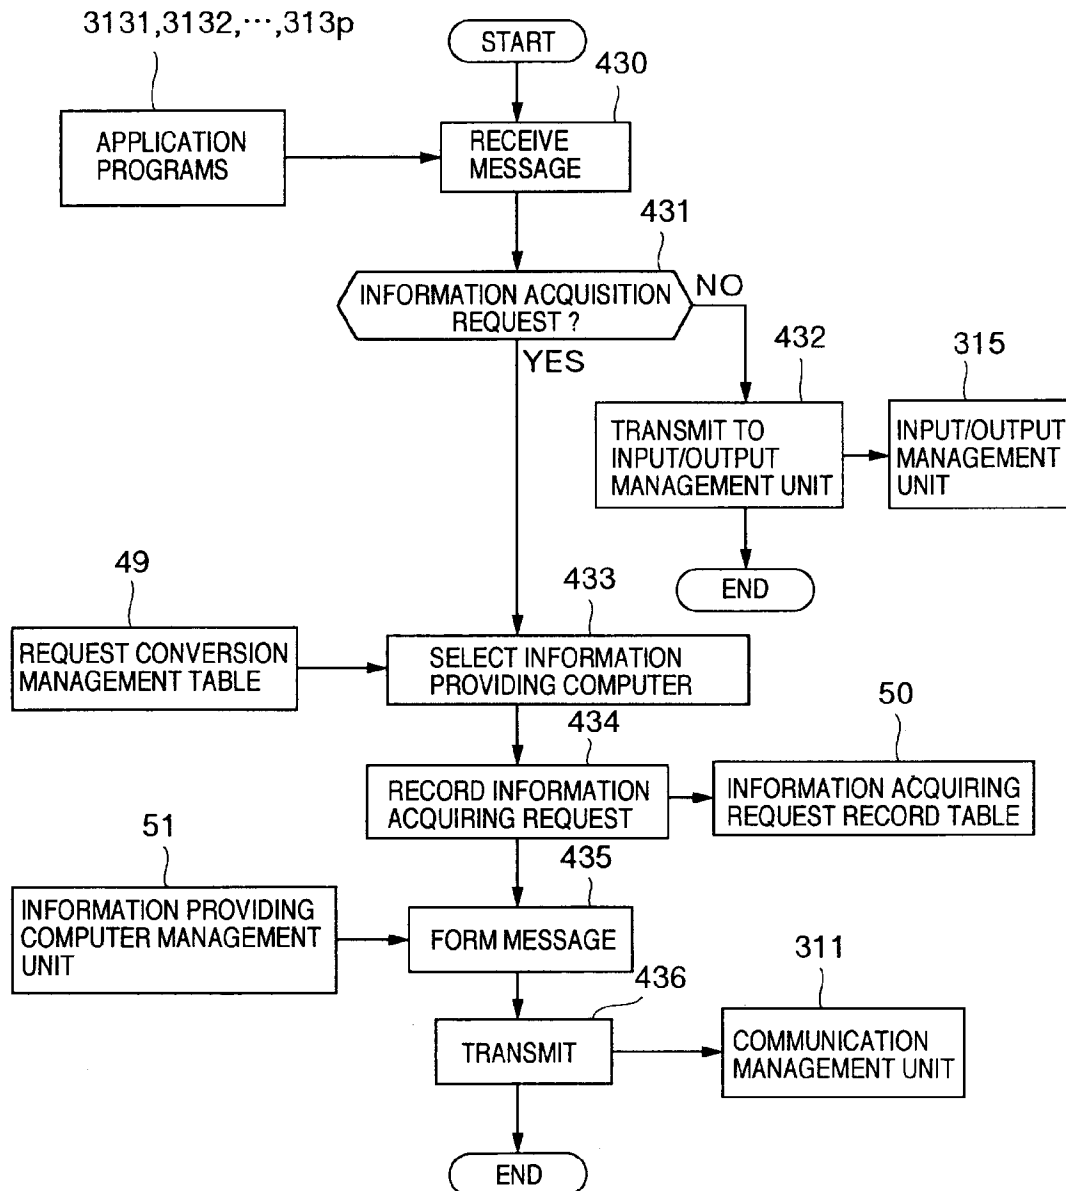 3131,3132,···,313p
START
430
APPLICATION
PROGRAMS
RECEIVE
MESSAGE
431
INFORMATION ACQUISITION
REQUEST ?
NO
YES
432
315
TRANSMIT TO
INPUT/OUTPUT
MANAGEMENT UNIT
INPUT/OUTPUT
MANAGEMENT
UNIT
END
49
433
REQUEST CONVERSION
MANAGEMENT TABLE
SELECT INFORMATION
PROVIDING COMPUTER
434
50
RECORD INFORMATION
ACQUIRING REQUEST
INFORMATION ACQUIRING
REQUEST RECORD TABLE
51
435
INFORMATION PROVIDING
COMPUTER MANAGEMENT
UNIT
FORM MESSAGE
436
311
TRANSMIT
COMMUNICATION
MANAGEMENT UNIT
END